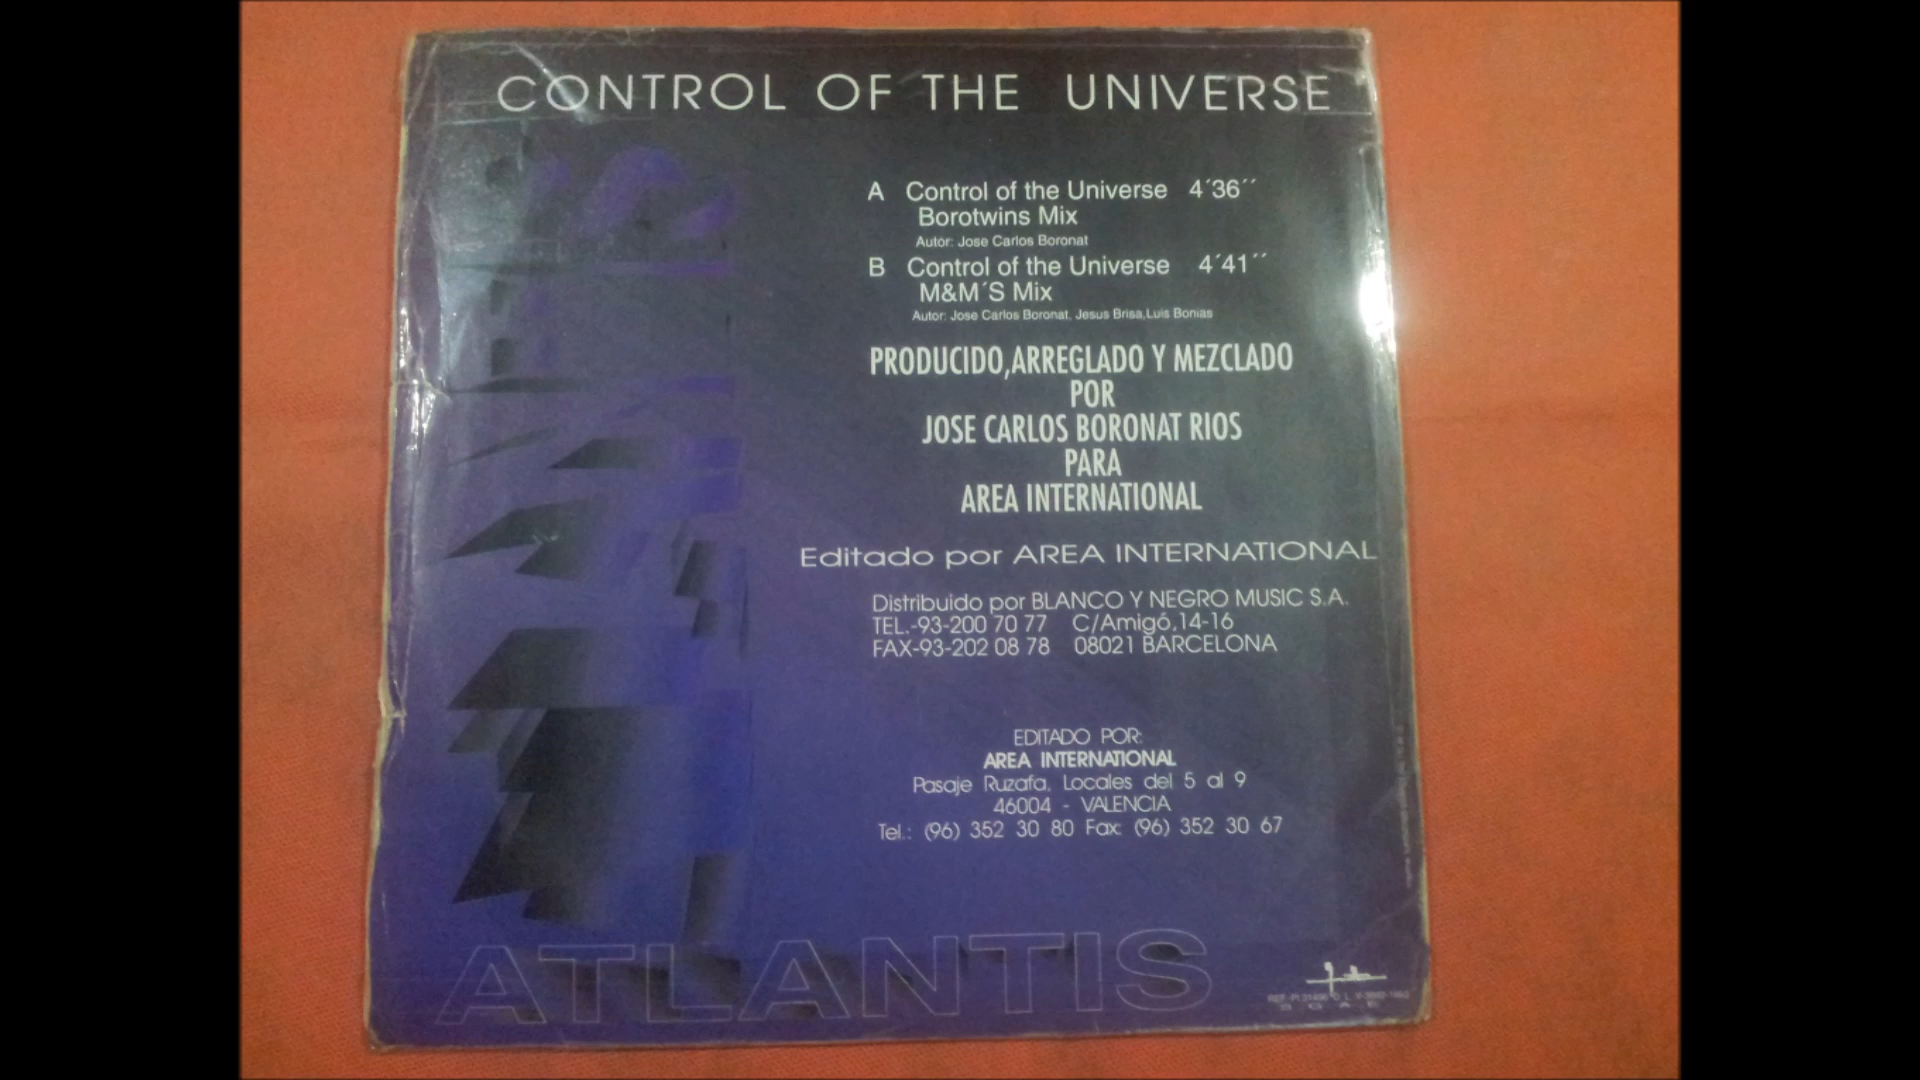 CONTROL OF THE UNIVERSE
A Control of the Universe 4´36´´
Borotwins Mix
Autor: Jose Carlos Boronat
B Control of the Universe 4´41´´
M&M´S Mix
Autor: Jose Carlos Boronat, Jesus Brisa,Luis Bonias
PRODUCIDO,ARREGLADO Y MEZCLADO
POR
JOSE CARLOS BORONAT RIOS
PARA
AREA INTERNATIONAL
Editado por AREA INTERNATIONAL
Distribuido por BLANCO Y NEGRO MUSIC S.A.
TEL.-93-200 70 77 C/Amigó,14-16
FAX-93-202 08 78 08021 BARCELONA
EDITADO POR:
AREA INTERNATIONAL
Pasaje Ruzafa, Locales del 5 al 9
46004 - VALENCIA
Tel.: (96) 352 30 80 Fax: (96) 352 30 67
ATLANTIS
S G A E